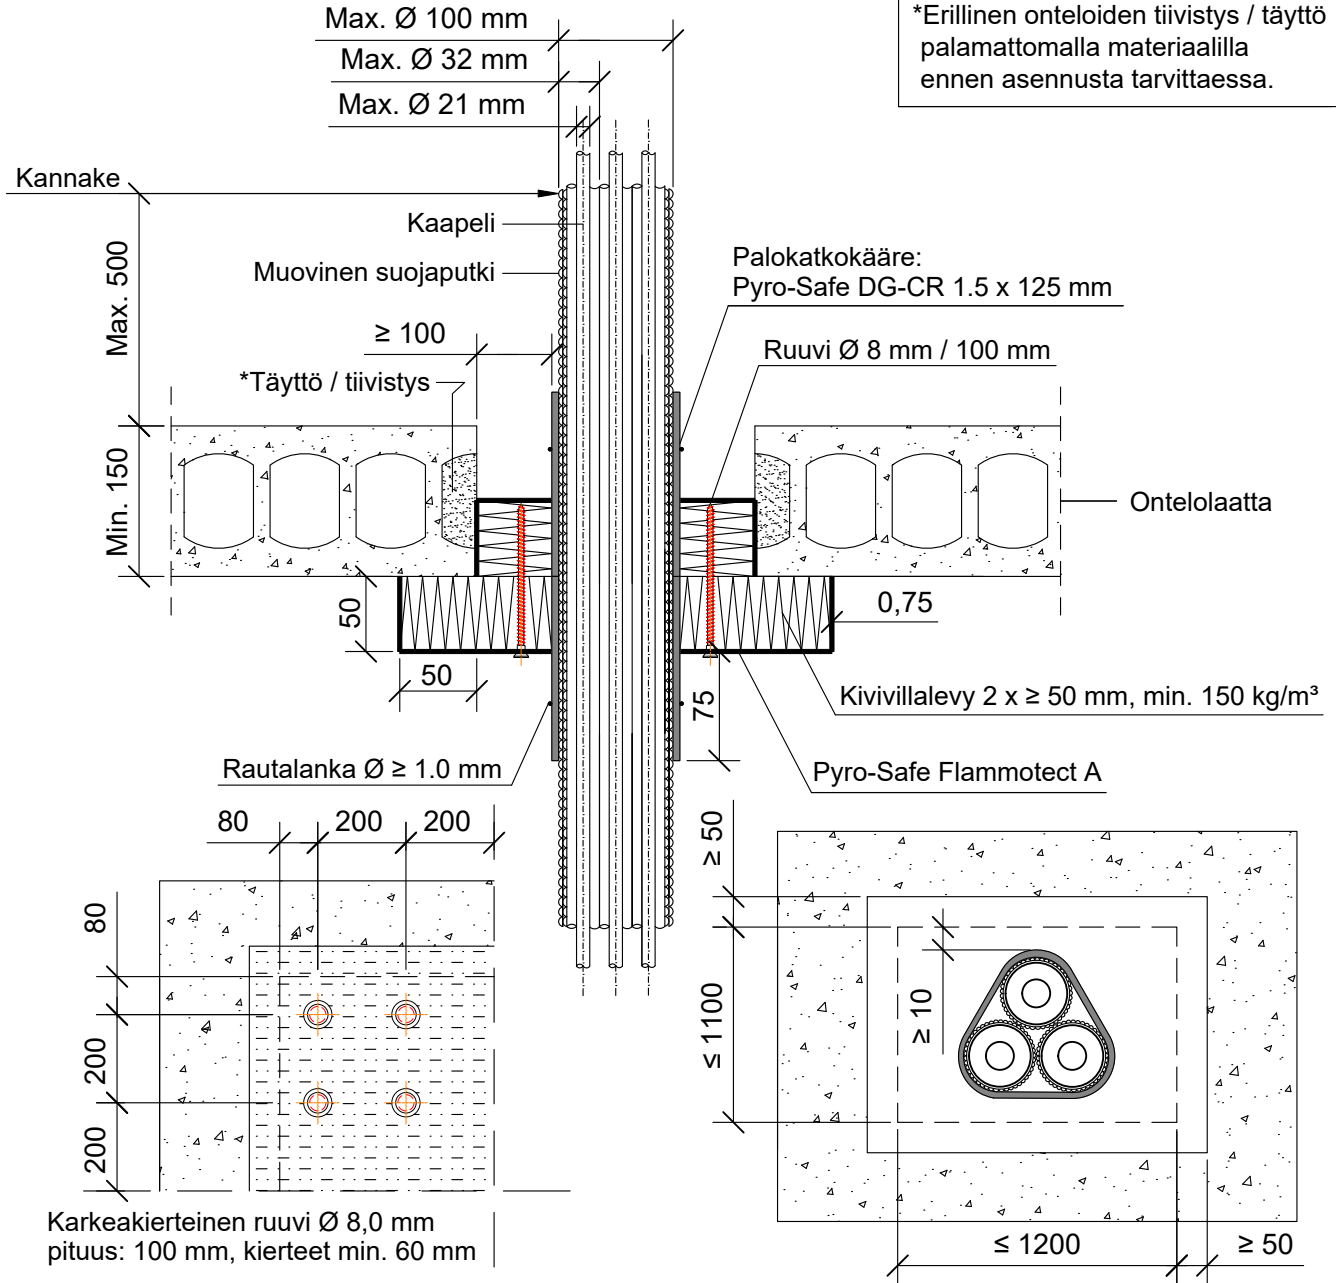 Max. Ø 100 mm
Max. Ø 32 mm
Max. Ø 21 mm
*Erillinen onteloiden tiivistys / täyttö
palamattomalla materiaalilla
ennen asennusta tarvittaessa.
Kannake
Kaapeli
Muovinen suojaputki
Max. 500
Palokatkokääre:
Pyro-Safe DG-CR 1.5 x 125 mm
≥ 100
Ruuvi Ø 8 mm / 100 mm
*Täyttö / tiivistys
Min. 150
Ontelolaatta
50
0,75
50
75
Kivivillalevy 2 x ≥ 50 mm, min. 150 kg/m³
Rautalanka Ø ≥ 1.0 mm
Pyro-Safe Flammotect A
80
200
200
≥ 50
80
≥ 10
≤ 1100
200
200
Karkeakierteinen ruuvi Ø 8,0 mm
pituus: 100 mm, kierteet min. 60 mm
≤ 1200
≥ 50